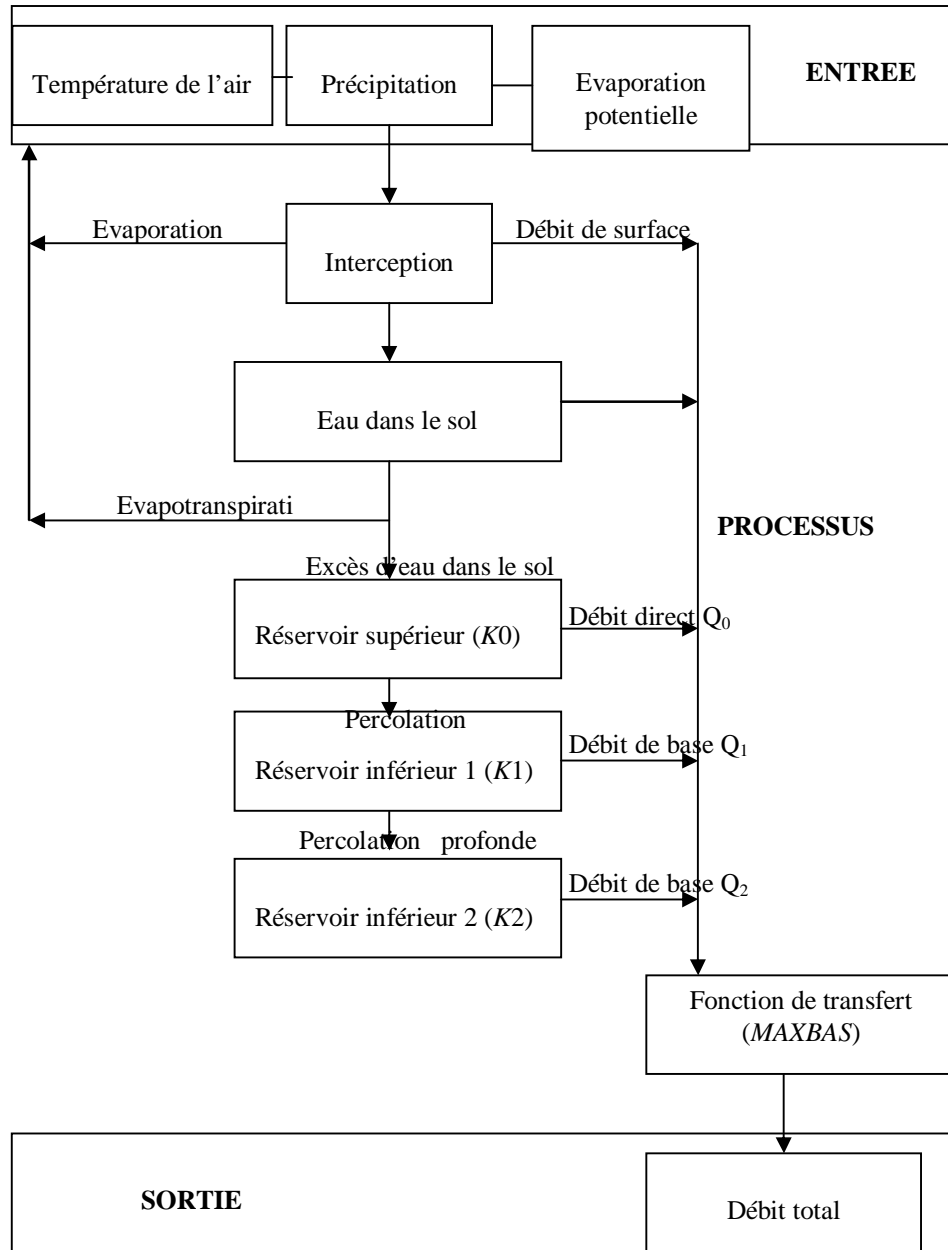 Température de l'air
Précipitation
Evaporation
potentielle
ENTREE
Evaporation
Débit de surface
Interception
Eau dans le sol
Evapotranspirati
PROCESSUS
Excès d'eau dans le sol
Réservoir supérieur (K0)
Débit direct Q₀
Percolation
Réservoir inférieur 1 (K1)
Débit de base Q₁
Percolation profonde
Réservoir inférieur 2 (K2)
Débit de base Q₂
Fonction de transfert
(MAXBAS)
SORTIE
Débit total